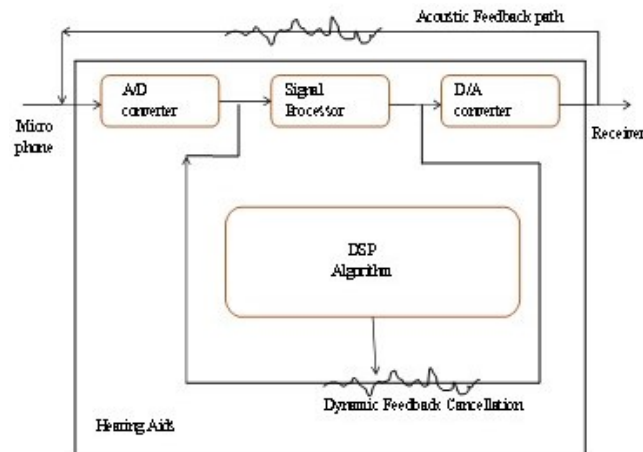 Acoustic Feedback path
A/D
converter
Signal
Processor
D/A
converter
Micro
phone
Receiver
DSP
Algorithm
Dynamic Feedback Cancellation
Hearing Aids